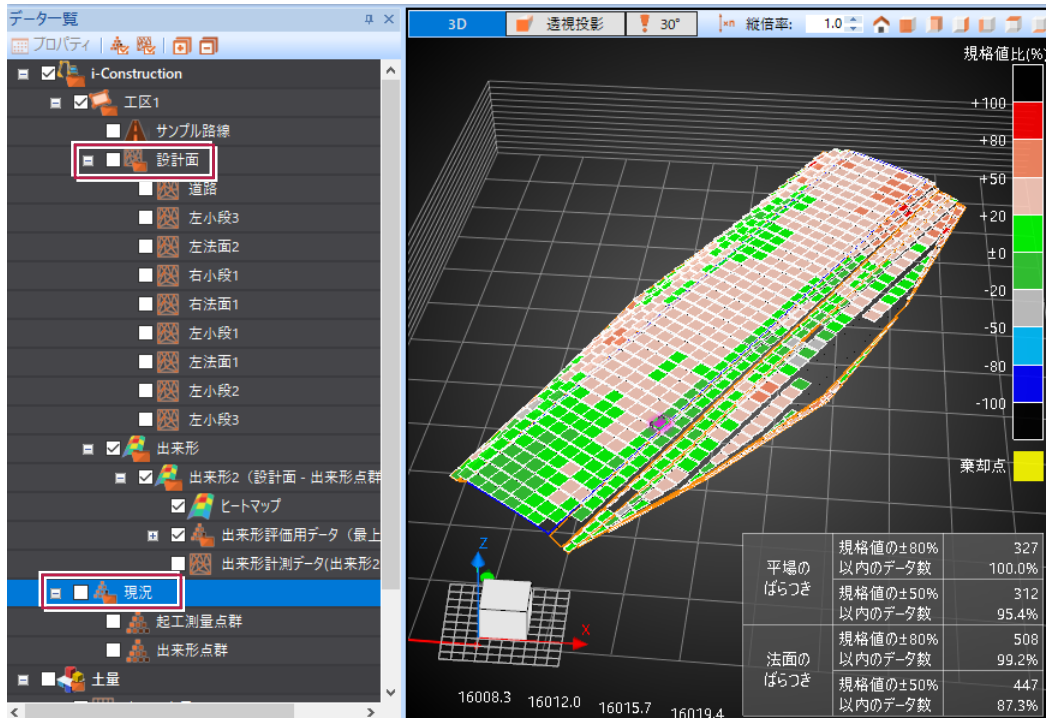 データ一覧
プロパティ
i-Construction
工区1
サンプル路線
設計面
道路
左小段3
左法面2
右小段1
右法面1
左小段1
左法面1
左小段2
左小段3
出来形
出来形2（設計面 - 出来形点群
ヒートマップ
出来形評価用データ（最上
出来形計測データ(出来形2
現況
起工測量点群
出来形点群
土量
3D
透視投影
30°
縦倍率:
1.0
規格値比(%)
+100
+80
+50
+20
±0
-20
-50
-80
-100
棄却点
Z
X
16008.3
16012.0
16015.7
16019.4
平場の
ばらつき
規格値の±80%
以内のデータ数
327
100.0%
規格値の±50%
以内のデータ数
312
95.4%
法面の
ばらつき
規格値の±80%
以内のデータ数
508
99.2%
規格値の±50%
以内のデータ数
447
87.3%